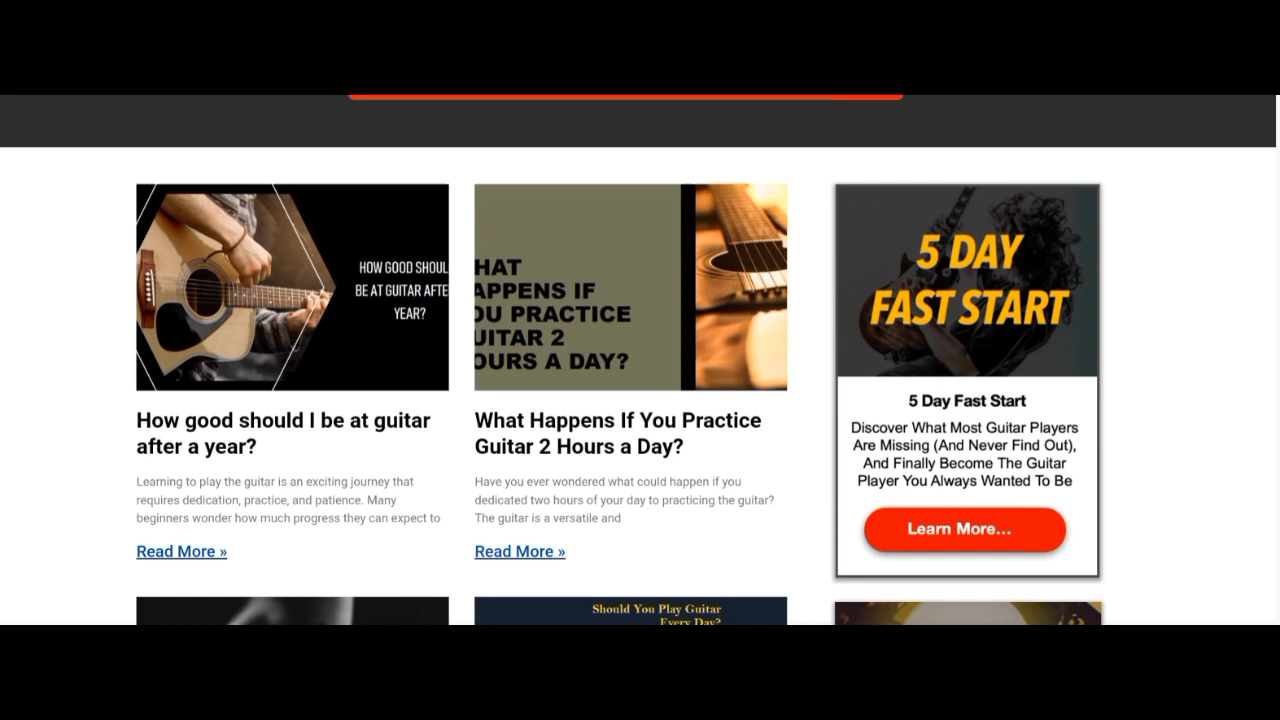 HOW GOOD SHOUL
BE AT GUITAR AFTE
YEAR?
How good should I be at guitar
after a year?
Learning to play the guitar is an exciting journey that
requires dedication, practice, and patience. Many
beginners wonder how much progress they can expect to
Read More »
HAT
APPENS IF
OU PRACTICE
UITAR 2
OURS A DAY?
What Happens If You Practice
Guitar 2 Hours a Day?
Have you ever wondered what could happen if you
dedicated two hours of your day to practicing the guitar?
The guitar is a versatile and
Read More »
Should You Play Guitar
Every Day?
5 DAY
FAST START
5 Day Fast Start
Discover What Most Guitar Players
Are Missing (And Never Find Out),
And Finally Become The Guitar
Player You Always Wanted To Be
Learn More...